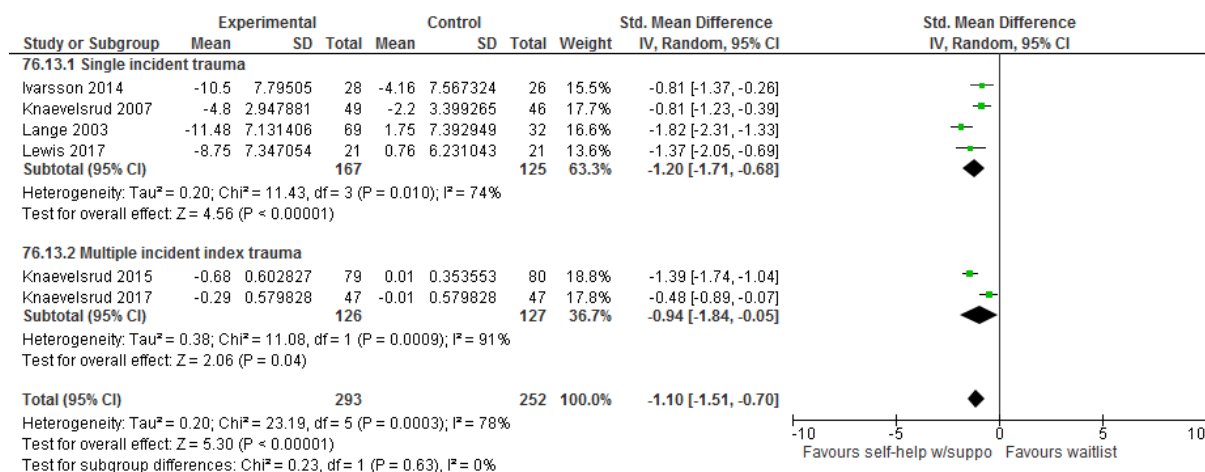 Experimental Control Std. Mean Difference Std. Mean Difference
Study or Subgroup Mean SD Total Mean SD Total Weight IV, Random, 95% CI IV, Random, 95% CI
76.13.1 Single incident trauma
Ivarsson 2014 -10.5 7.79505 28 -4.16 7.567324 26 15.5% -0.81 [-1.37, -0.26]
Knaevelsrud 2007 -4.8 2.947881 49 -2.2 3.399265 46 17.7% -0.81 [-1.23, -0.39]
Lange 2003 -11.48 7.131406 69 1.75 7.392949 32 16.6% -1.82 [-2.31, -1.33]
Lewis 2017 -8.75 7.347054 21 0.76 6.231043 21 13.6% -1.37 [-2.05, -0.69]
Subtotal (95% CI) 167 125 63.3% -1.20 [-1.71, -0.68]
Heterogeneity: Tau² = 0.20; Chi² = 11.43, df = 3 (P = 0.010); I² = 74%
Test for overall effect: Z = 4.56 (P < 0.00001)
76.13.2 Multiple incident index trauma
Knaevelsrud 2015 -0.68 0.602827 79 0.01 0.353553 80 18.8% -1.39 [-1.74, -1.04]
Knaevelsrud 2017 -0.29 0.579828 47 -0.01 0.579828 47 17.8% -0.48 [-0.89, -0.07]
Subtotal (95% CI) 126 127 36.7% -0.94 [-1.84, -0.05]
Heterogeneity: Tau² = 0.38; Chi² = 11.08, df = 1 (P = 0.0009); I² = 91%
Test for overall effect: Z = 2.06 (P = 0.04)
Total (95% CI) 293 252 100.0% -1.10 [-1.51, -0.70]
Heterogeneity: Tau² = 0.20; Chi² = 23.19, df = 5 (P = 0.0003); I² = 78%
Test for overall effect: Z = 5.30 (P < 0.00001)
Test for subgroup differences: Chi² = 0.23, df = 1 (P = 0.63), I² = 0%
-10 -5 0 5 10
Favours self-help w/suppo Favours waitlist